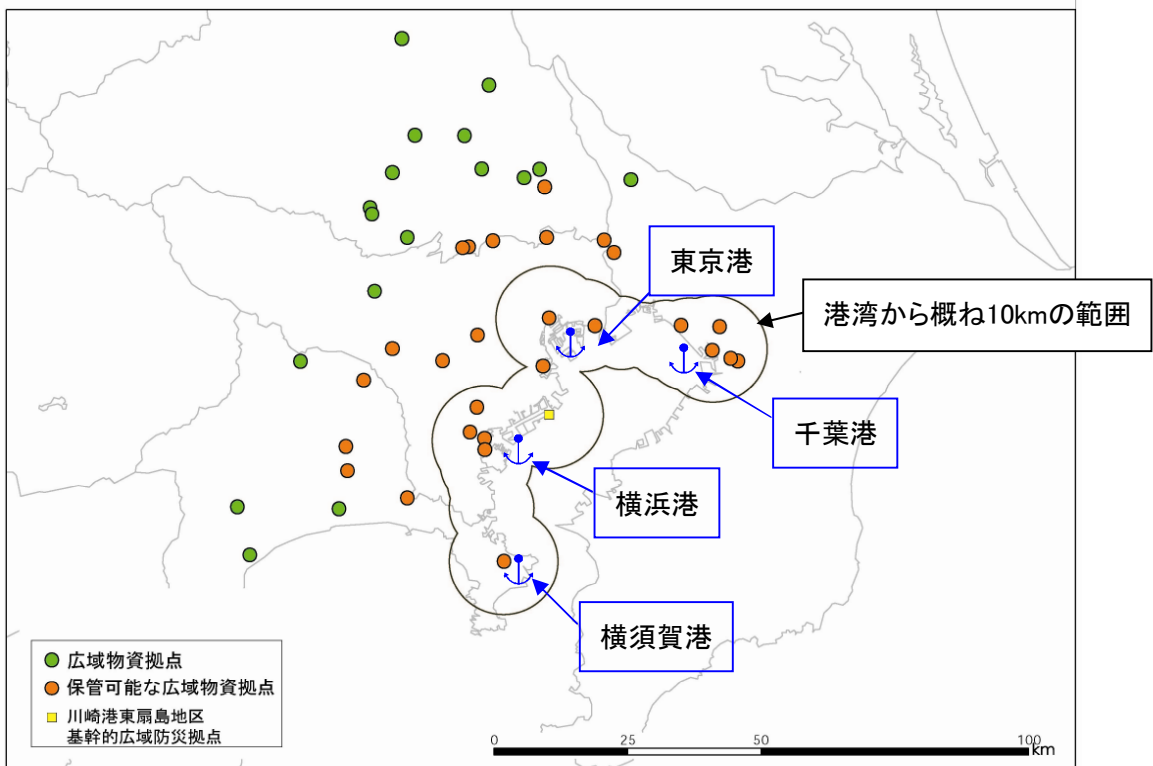 東京港
港湾から概ね10kmの範囲
千葉港
横浜港
横須賀港
広域物資拠点
保管可能な広域物資拠点
川崎港東扇島地区
基幹的広域防災拠点
0 25 50 100
km